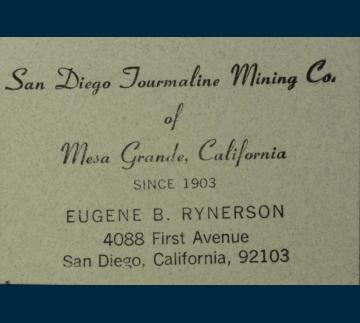 San Diego Tourmaline Mining Co.
of
Mesa Grande, California
SINCE 1903
EUGENE B. RYNERSON
4088 First Avenue
San Diego, California, 92103